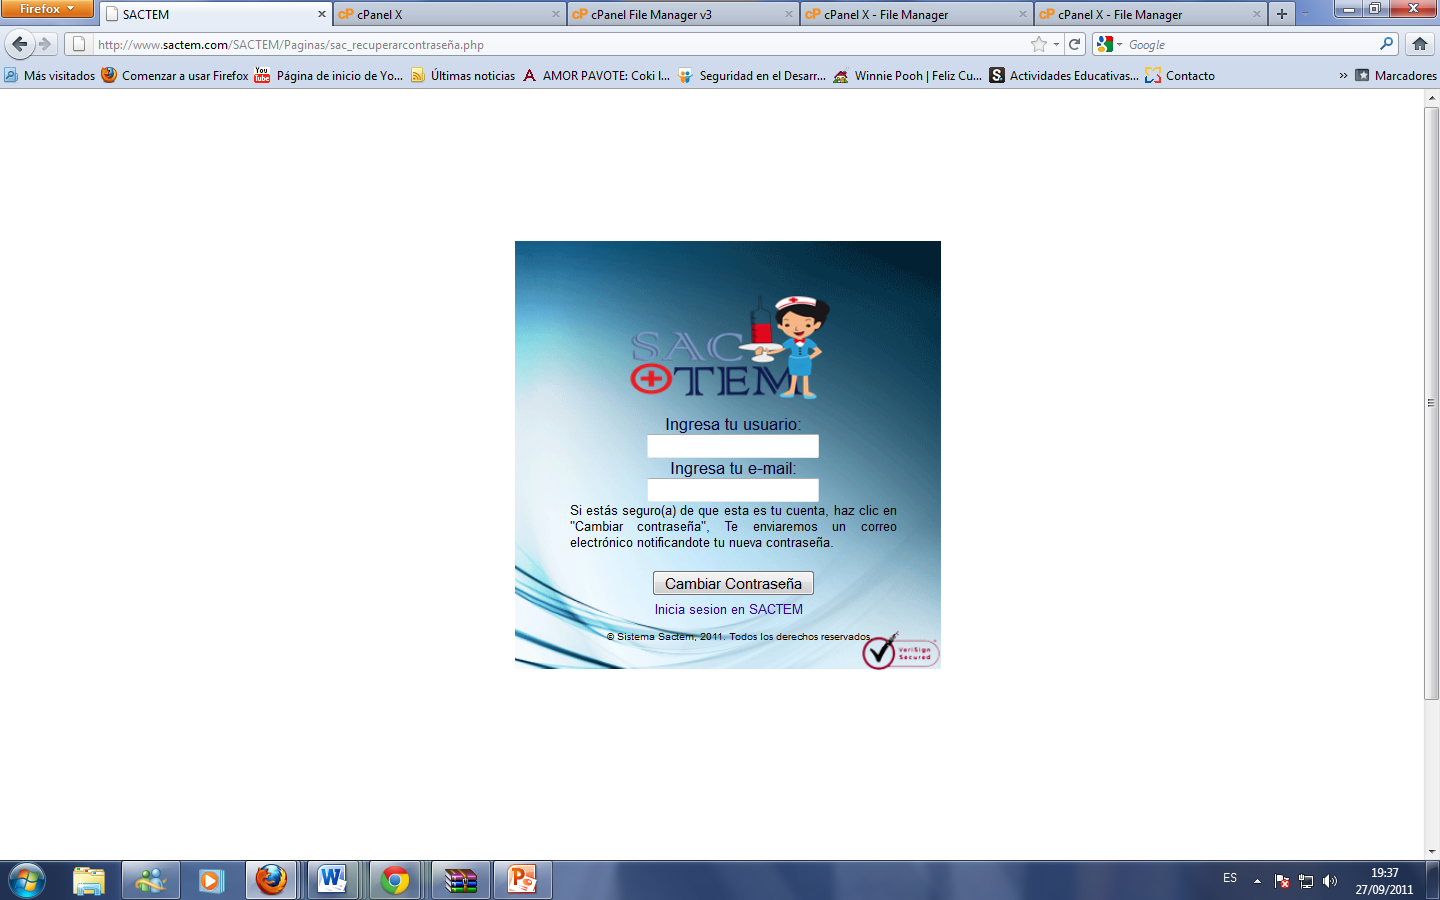 Firefox
SACTEM
cPanel X
cPanel File Manager v3
cPanel X - File Manager
cPanel X - File Manager
http://www.sactem.com/SACTEM/Paginas/sac_recuperarcontraseña.php
Google
Más visitados
Comenzar a usar Firefox
Página de inicio de Yo...
Últimas noticias
AMOR PAVOTE: Coki I...
Seguridad en el Desarr...
Winnie Pooh | Feliz Cu...
Actividades Educativas...
Contacto
Marcadores
SAC
TEM
Ingresa tu usuario:
Ingresa tu e-mail:
Si estás seguro(a) de que esta es tu cuenta, haz clic en
"Cambiar contraseña", Te enviaremos un correo
electrónico notificandote tu nueva contraseña.
Cambiar Contraseña
Inicia sesion en SACTEM
© Sistema Sactem, 2011. Todos los derechos reservados.
VeriSign
Secured
ES
19:37
27/09/2011